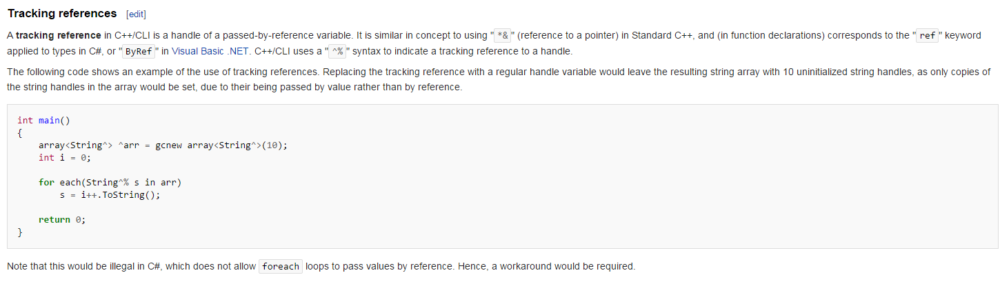 Tracking references [edit]
A tracking reference in C++/CLI is a handle of a passed-by-reference variable. It is similar in concept to using "*&" (reference to a pointer) in Standard C++, and (in function declarations) corresponds to the "ref" keyword
applied to types in C#, or "ByRef" in Visual Basic .NET. C++/CLI uses a "^%" syntax to indicate a tracking reference to a handle.
The following code shows an example of the use of tracking references. Replacing the tracking reference with a regular handle variable would leave the resulting string array with 10 uninitialized string handles, as only copies of
the string handles in the array would be set, due to their being passed by value rather than by reference.
int main()
{
    array<String^> ^arr = gcnew array<String^>(10);
    int i = 0;
    for each(String^% s in arr)
        s = i++.ToString();
    return 0;
}
Note that this would be illegal in C#, which does not allow foreach loops to pass values by reference. Hence, a workaround would be required.